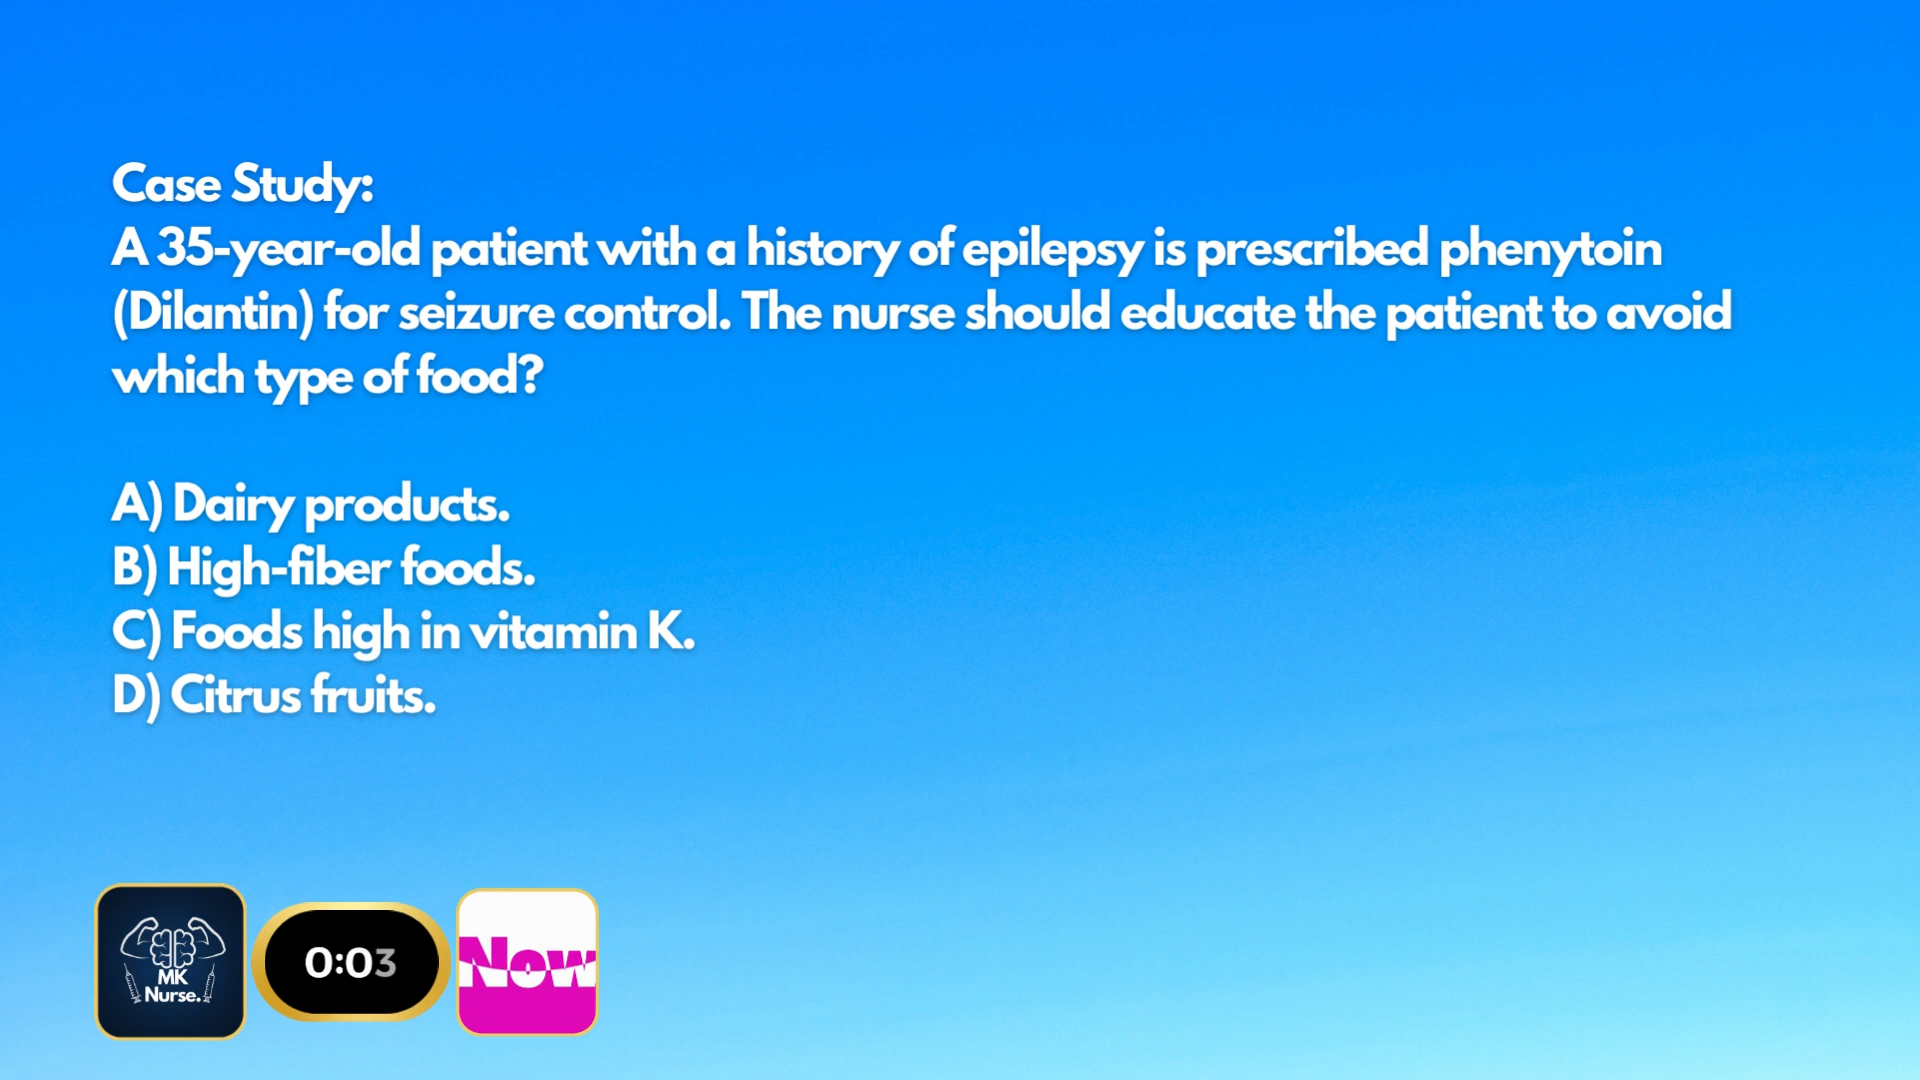 Case Study:
A 35-year-old patient with a history of epilepsy is prescribed phenytoin
(Dilantin) for seizure control. The nurse should educate the patient to avoid
which type of food?
A) Dairy products.
B) High-fiber foods.
C) Foods high in vitamin K.
D) Citrus fruits.
MK
Nurse.
0:03
Now